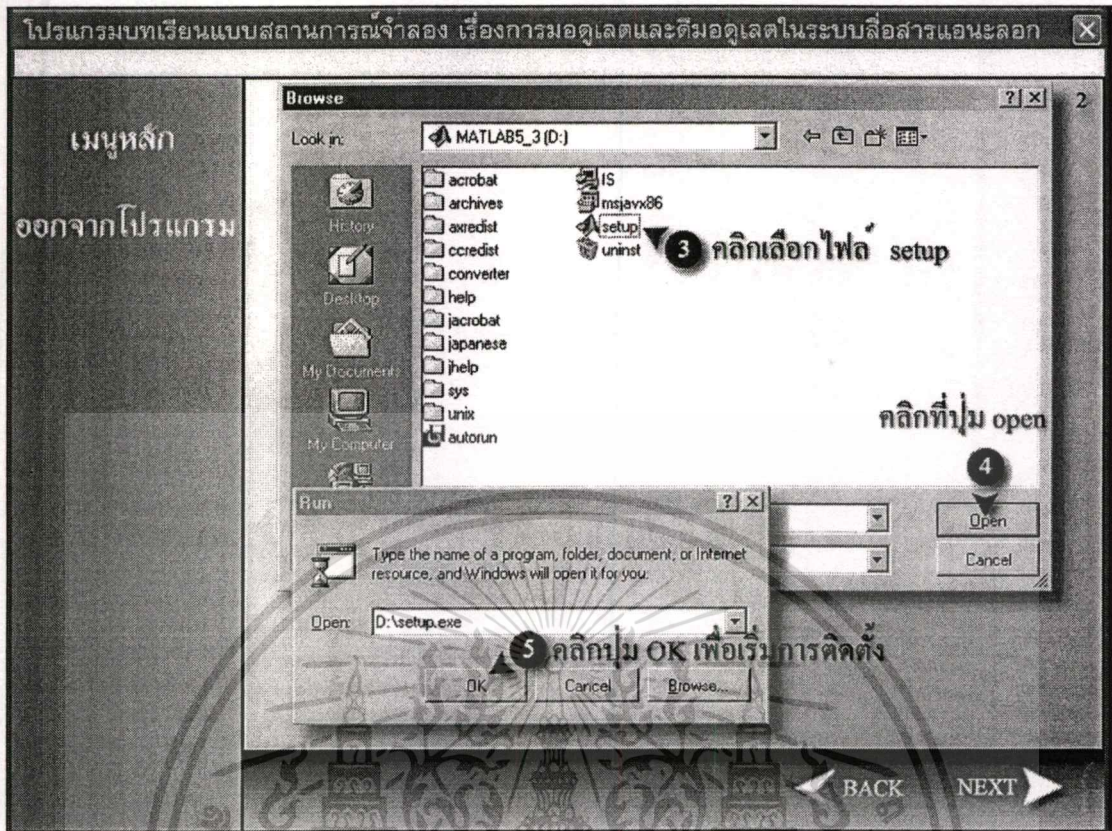 โปรแกรมบทเรียนแบบสถานการณ์จำลอง เรื่องการมอดูเลตและดีมอดูเลตในระบบสื่อสารแอนะลอก
เมนูหลัก
ออกจากโปรแกรม
Browse
2
Look in:
MATLAB5_3 (D:)
History
Desktop
My Documents
My Computer
acrobat
archives
axredist
ccredist
converter
help
jacrobat
japanese
jhelp
sys
unix
autorun
IS
msjavx86
setup
uninst
3 คลิกเลือกไฟล์ setup
คลิกที่ปุ่ม open
4
Open
Cancel
Run
Type the name of a program, folder, document, or Internet
resource, and Windows will open it for you.
Open: D:\setup.exe
5 คลิกปุ่ม OK เพื่อเริ่มการติดตั้ง
OK Cancel Browse...
BACK NEXT